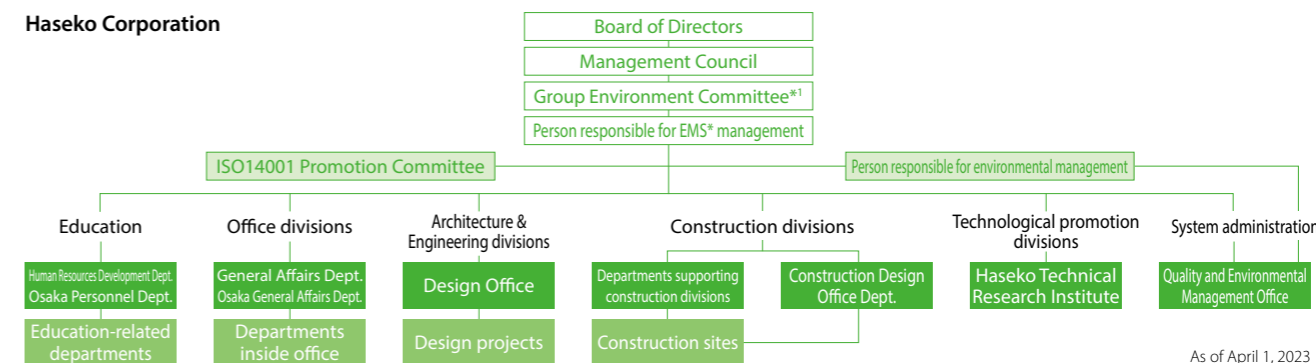 Haseko Corporation
Board of Directors
Management Council
Group Environment Committee*1
Person responsible for EMS* management
ISO14001 Promotion Committee
Person responsible for environmental management
Education
Office divisions
Architecture &
Engineering divisions
Construction divisions
Technological promotion
divisions
System administration
Human Resources Development Dept.
Osaka Personnel Dept.
General Affairs Dept.
Osaka General Affairs Dept.
Design Office
Departments supporting
construction divisions
Construction Design
Office Dept.
Haseko Technical
Research Institute
Quality and Environmental
Management Office
Education-related
departments
Departments
inside office
Design projects
Construction sites
As of April 1, 2023